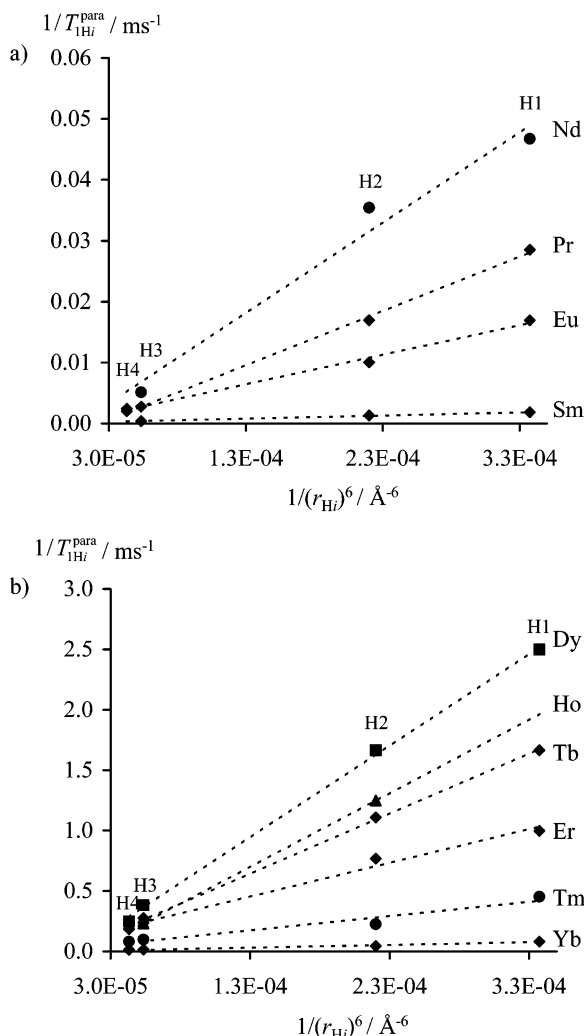 1/T₁Hᵢᵖᵃʳᵃ / ms⁻¹
a)
0.06
H1
0.05
Nd
H2
0.04
0.03
Pr
0.02
Eu
H3
0.01
H4
Sm
0.00
3.0E-05 1.3E-04 2.3E-04 3.3E-04
1/(rHᵢ)⁶ / Å⁻⁶
1/T₁Hᵢᵖᵃʳᵃ / ms⁻¹
b)
3.0
H1
Dy
2.5
H2
Ho
2.0
Tb
1.5
Er
1.0
H3
0.5
H4
Tm
Yb
0.0
3.0E-05 1.3E-04 2.3E-04 3.3E-04
1/(rHᵢ)⁶ / Å⁻⁶